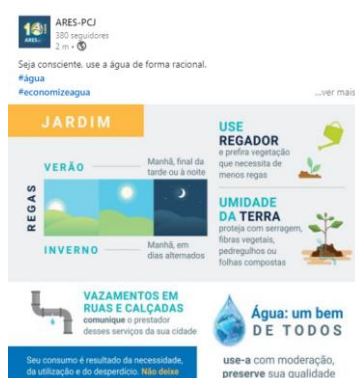 ARES-PCJ
380 seguidores
2 m •
Seja consciente, use a água de forma racional.
#água
#economizeagua
...ver mais
JARDIM
REGAS
VERÃO
Manhã, final da
tarde ou à noite
INVERNO
Manhã, em
dias alternados
USE
REGADOR
e prefira vegetação
que necessita de
menos regas
UMIDADE
DA TERRA
proteja com serragem,
fibras vegetais,
pedregulhos ou
folhas compostas
VAZAMENTOS EM
RUAS E CALÇADAS
comunique o prestador
desses serviços da sua cidade
Água: um bem
DE TODOS
Seu consumo é resultado da necessidade,
da utilização e do desperdício. Não deixe
use-a com moderação,
preserve sua qualidade